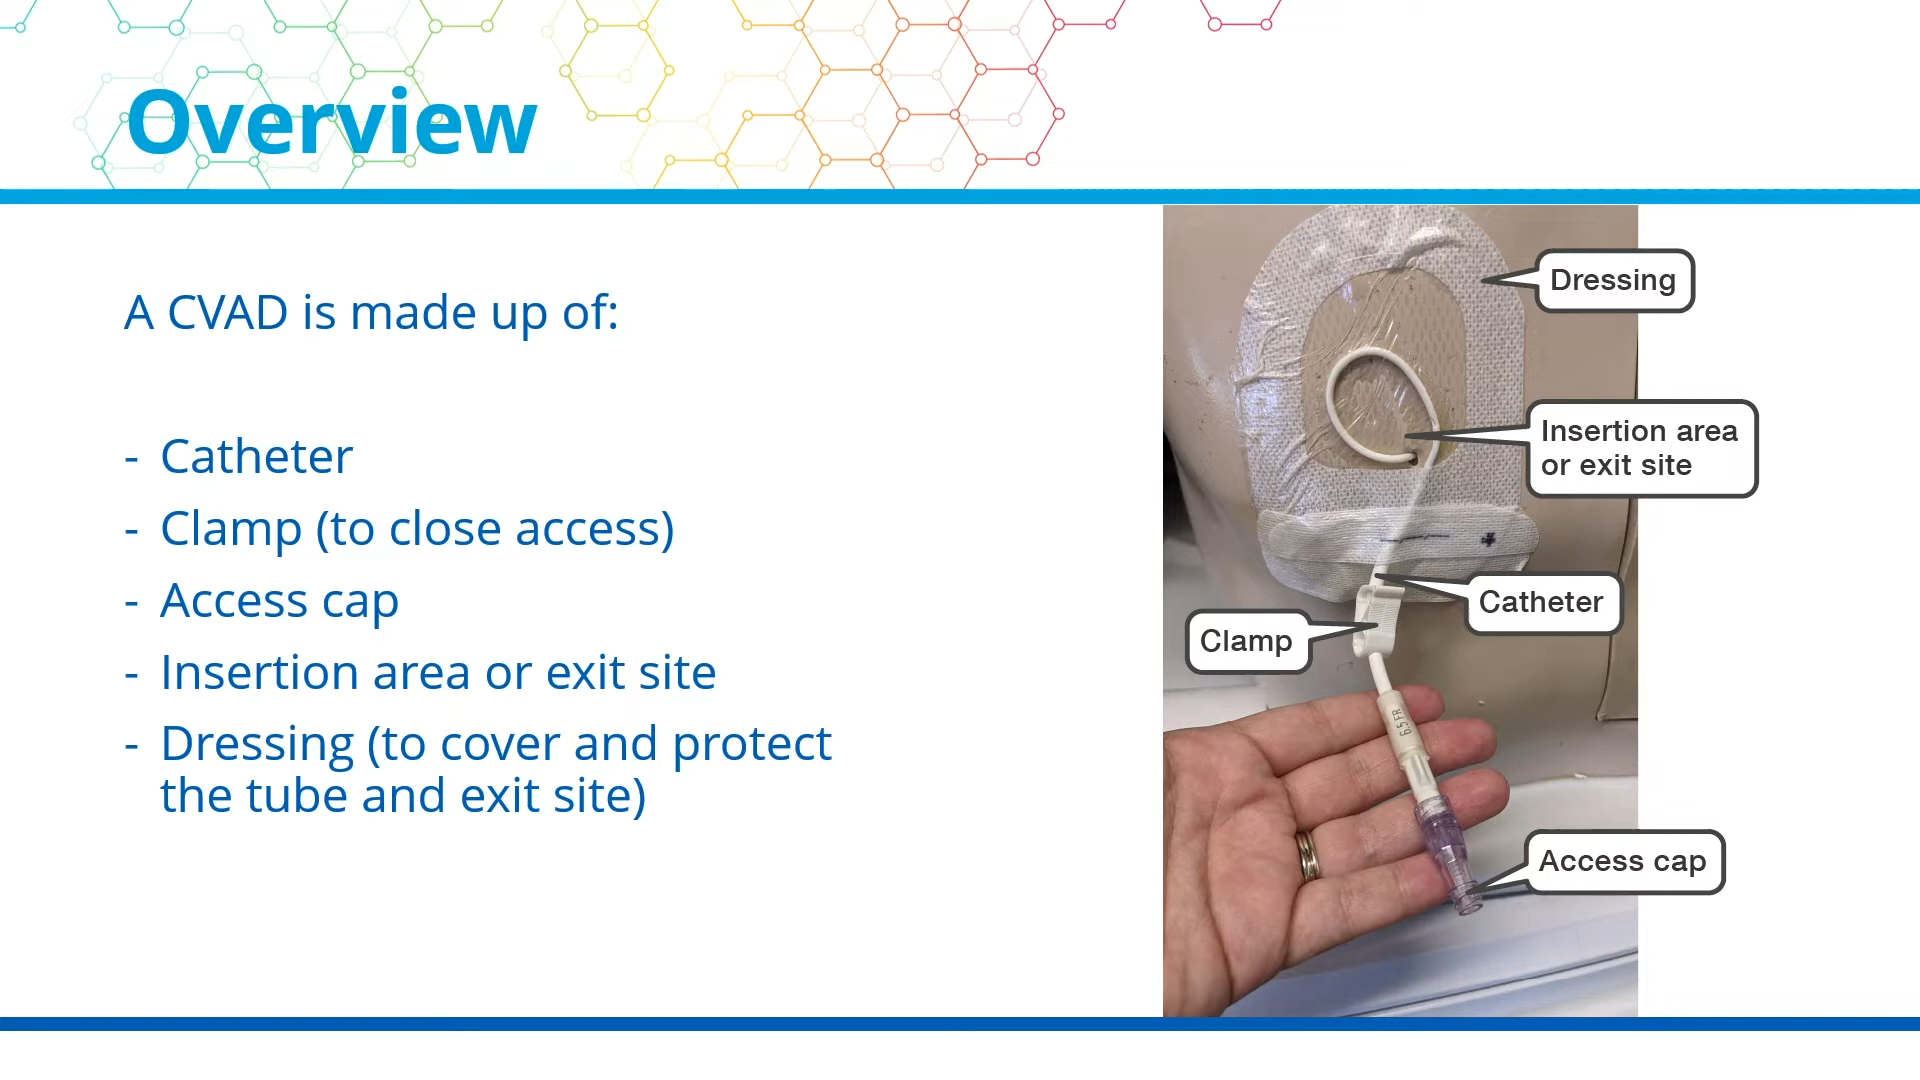 Overview
A CVAD is made up of:
- Catheter
- Clamp (to close access)
- Access cap
- Insertion area or exit site
- Dressing (to cover and protect
the tube and exit site)
Dressing
Insertion area
or exit site
Catheter
Clamp
6.5FR
Access cap